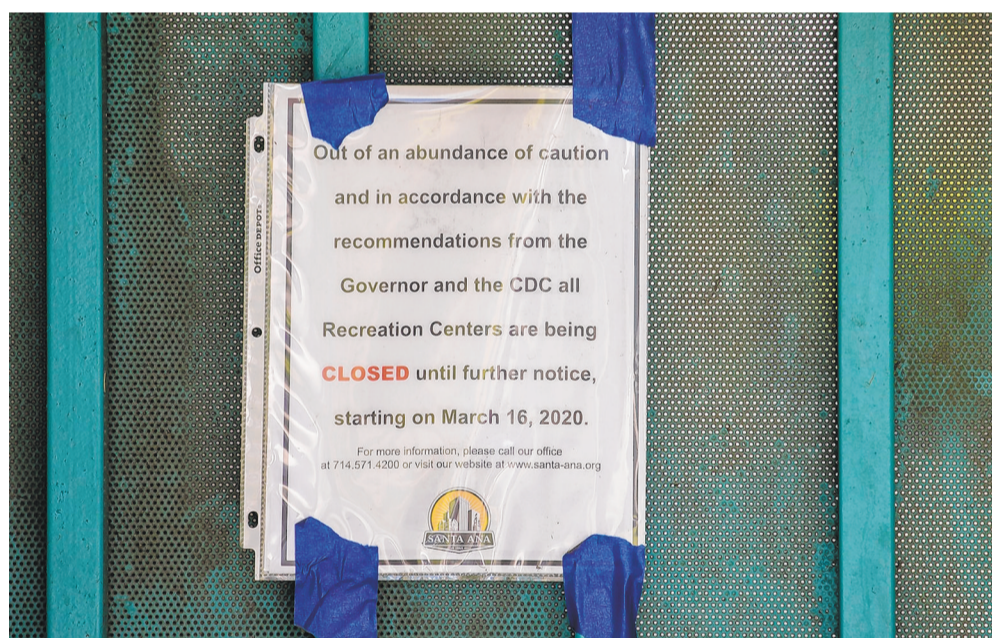 Out of an abundance of caution
and in accordance with the
recommendations from the
Governor and the CDC all
Recreation Centers are being
CLOSED until further notice,
starting on March 16, 2020.
For more information, please call our office
at 714.571.4200 or visit our website at www.santa-ana.org
SANTA ANA
Office DEPOT